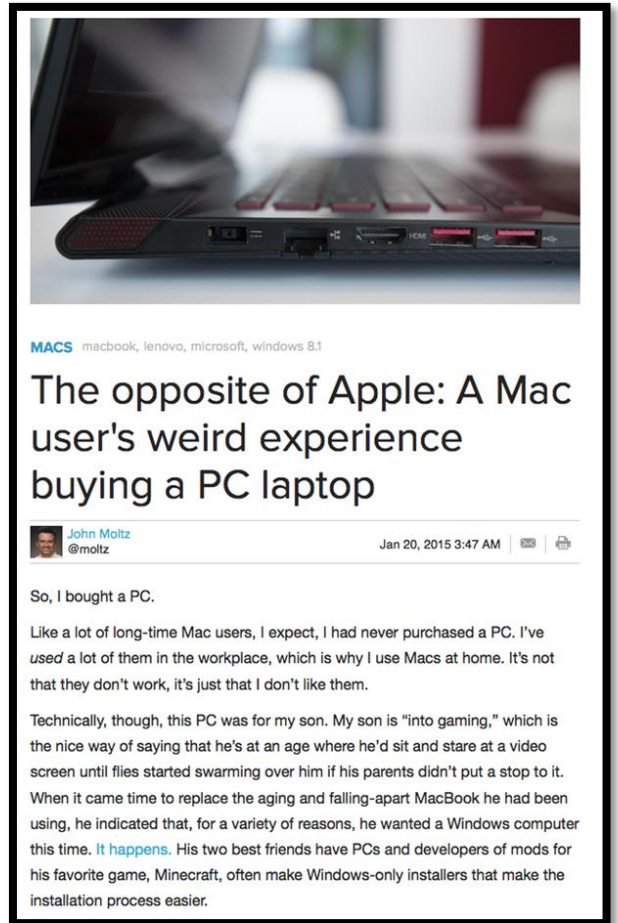 HDMI
MACS macbook, lenovo, microsoft, windows 8.1
The opposite of Apple: A Mac
user's weird experience
buying a PC laptop
John Moltz
@moltz
Jan 20, 2015 3:47 AM
So, I bought a PC.
Like a lot of long-time Mac users, I expect, I had never purchased a PC. I've
used a lot of them in the workplace, which is why I use Macs at home. It's not
that they don't work, it's just that I don't like them.
Technically, though, this PC was for my son. My son is “into gaming,” which is
the nice way of saying that he's at an age where he'd sit and stare at a video
screen until flies started swarming over him if his parents didn't put a stop to it.
When it came time to replace the aging and falling-apart MacBook he had been
using, he indicated that, for a variety of reasons, he wanted a Windows computer
this time. It happens. His two best friends have PCs and developers of mods for
his favorite game, Minecraft, often make Windows-only installers that make the
installation process easier.